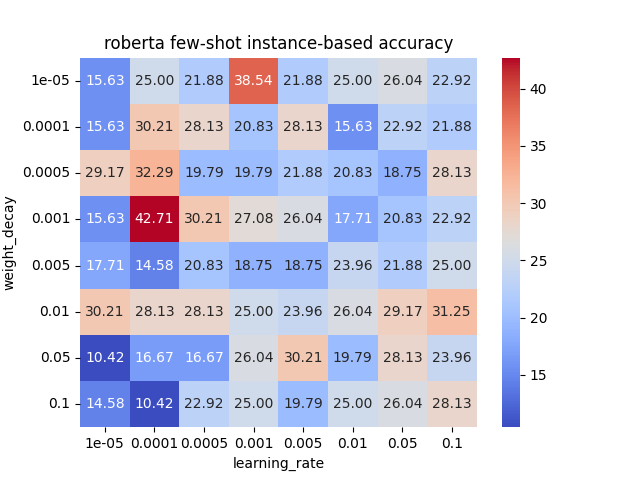 roberta few-shot instance-based accuracy
1e-05 15.63 25.00 21.88 38.54 21.88 25.00 26.04 22.92
0.0001 15.63 30.21 28.13 20.83 28.13 15.63 22.92 21.88
0.0005 29.17 32.29 19.79 19.79 21.88 20.83 18.75 28.13
0.001 15.63 42.71 30.21 27.08 26.04 17.71 20.83 22.92
0.005 17.71 14.58 20.83 18.75 18.75 23.96 21.88 25.00
0.01 30.21 28.13 28.13 25.00 23.96 26.04 29.17 31.25
0.05 10.42 16.67 16.67 26.04 30.21 19.79 28.13 23.96
0.1 14.58 10.42 22.92 25.00 19.79 25.00 26.04 28.13
1e-05 0.0001 0.0005 0.001 0.005 0.01 0.05 0.1
learning_rate
weight_decay
40
35
30
25
20
15